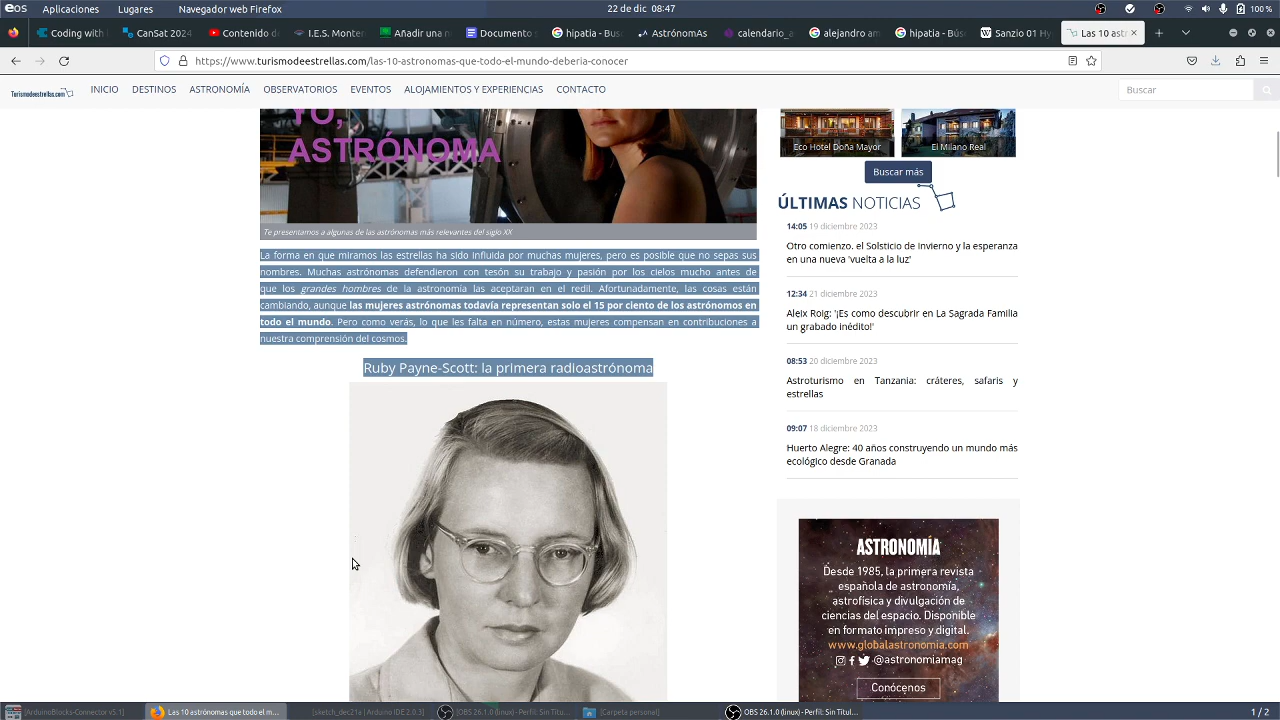 eos Aplicaciones Lugares Navegador web Firefox 22 de dic 08:47 100 %
Coding with CanSat 2024 Contenido d I.E.S. Monter Añadir una n Documento s hipatia - Bús AstrónomAs calendario_a alejandro am hipatia - Bús Sanzio 01 Hy Las 10 astr
https://www.turismodeestrellas.com/las-10-astronomas-que-todo-el-mundo-deberia-conocer
Turismodeestrellas.com INICIO DESTINOS ASTRONOMÍA OBSERVATORIOS EVENTOS ALOJAMIENTOS Y EXPERIENCIAS CONTACTO Buscar
YO,
ASTRÓNOMA
Te presentamos a algunas de las astrónomas más relevantes del siglo XX
La forma en que miramos las estrellas ha sido influida por muchas mujeres, pero es posible que no sepas sus
nombres. Muchas astrónomas defendieron con tesón su trabajo y pasión por los cielos mucho antes de
que los grandes hombres de la astronomía las aceptaran en el redil. Afortunadamente, las cosas están
cambiando, aunque las mujeres astrónomas todavía representan solo el 15 por ciento de los astrónomos en
todo el mundo. Pero como verás, lo que les falta en número, estas mujeres compensan en contribuciones a
nuestra comprensión del cosmos.
Ruby Payne-Scott: la primera radioastrónoma
Eco Hotel Doña Mayor El Milano Real
Buscar más
ÚLTIMAS NOTICIAS
14:05 19 diciembre 2023
Otro comienzo. el Solsticio de invierno y la esperanza
en una nueva 'vuelta a la luz'
12:34 21 diciembre 2023
Aleix Roig: '¡Es como descubrir en La Sagrada Familia
un grabado inédito!'
08:53 20 diciembre 2023
Astroturismo en Tanzania: cráteres, safaris y
estrellas
09:07 18 diciembre 2023
Huerto Alegre: 40 años construyendo un mundo más
ecológico desde Granada
ASTRONOMÍA
Desde 1985, la primera revista
española de astronomía,
astrofísica y divulgación de
ciencias del espacio. Disponible
en formato impreso y digital.
www.globalastronomia.com
@astronomiamag
Conócenos
[ArduinoBlocks-Connector v5.1] Las 10 astrónomas que todo el m... [sketch_dec21a | Arduino IDE 2.0.3] [OBS 26.1.0 (linux) - Perfil: Sin Títul... [Carpeta personal] OBS 26.1.0 (linux) - Perfil: Sin Títul... 1 / 2